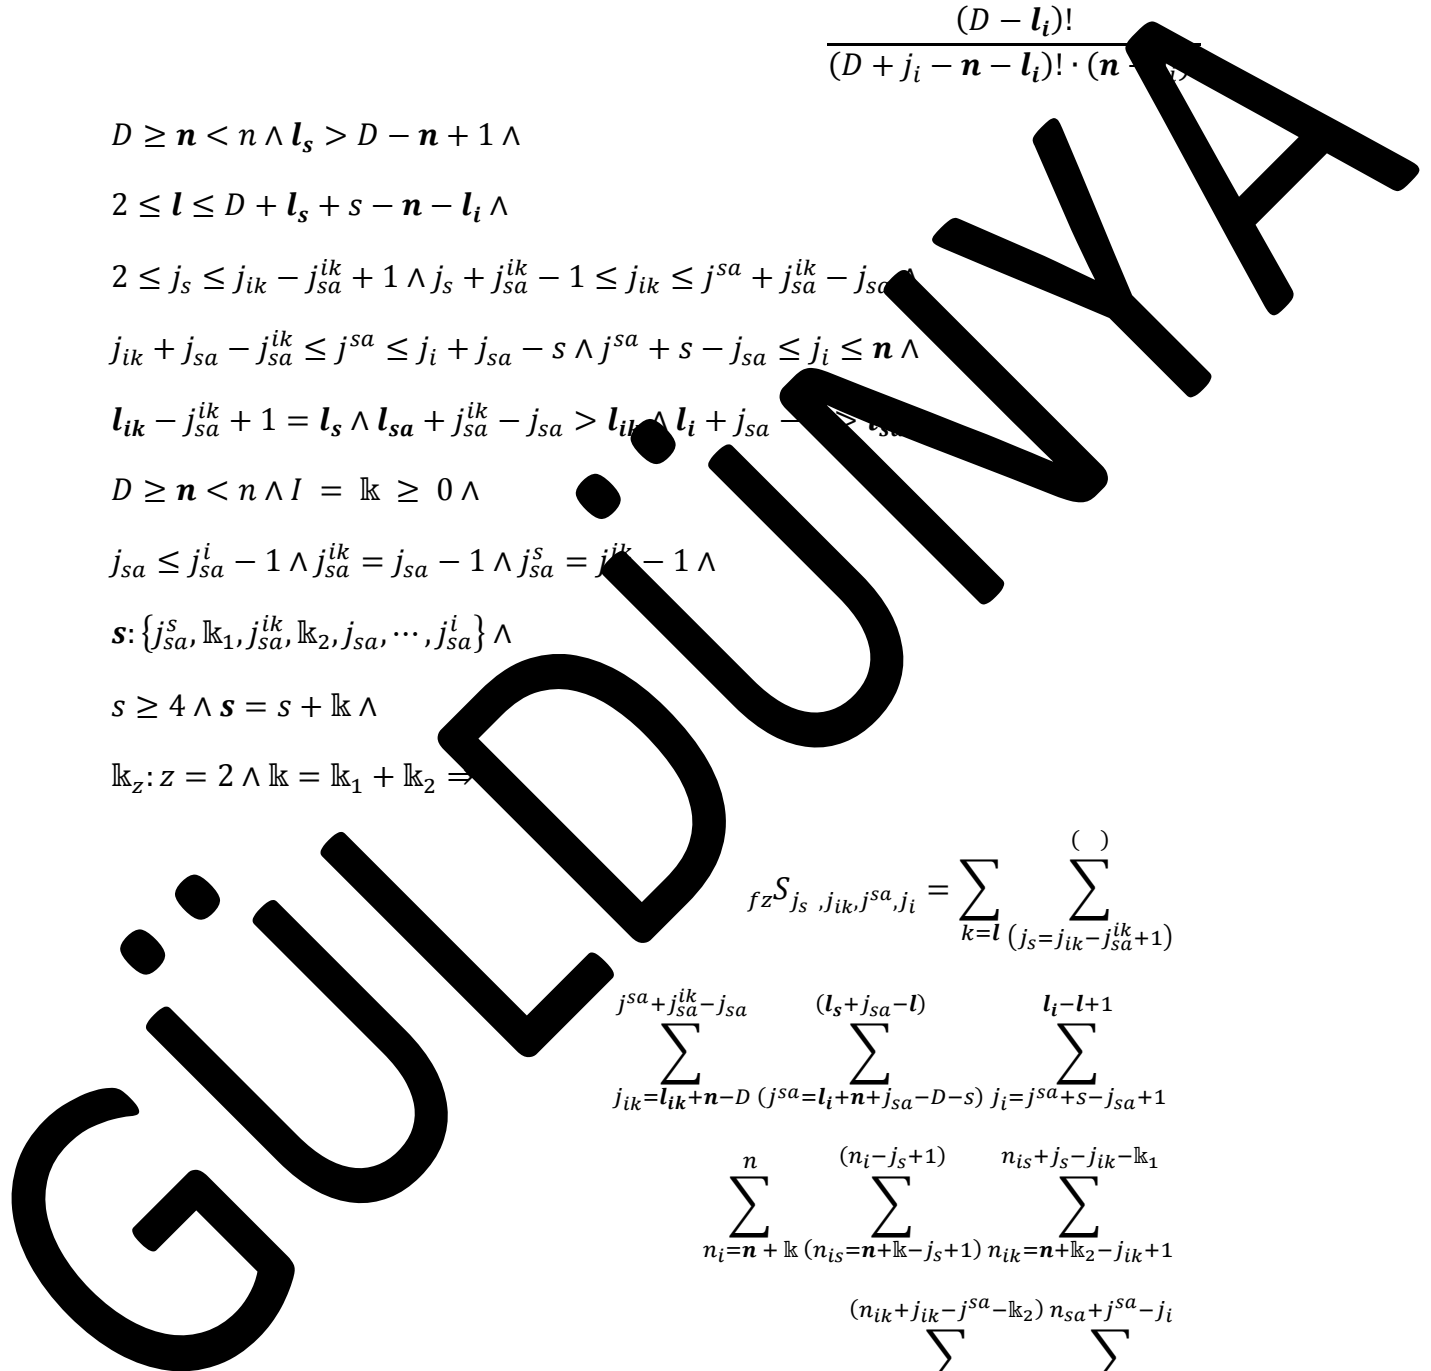 (D − l_i)!
(D + j_i − n − l_i)! · (n
D ≥ n < n ∧ l_s > D − n + 1 ∧
2 ≤ l ≤ D + l_s + s − n − l_i ∧
2 ≤ j_s ≤ j_ik − j_sa^ik + 1 ∧ j_s + j_sa^ik − 1 ≤ j_ik ≤ j^sa + j_sa^ik − j_sa ∧
j_ik + j_sa − j_sa^ik ≤ j^sa ≤ j_i + j_sa − s ∧ j^sa + s − j_sa ≤ j_i ≤ n ∧
l_ik − j_sa^ik + 1 = l_s ∧ l_sa + j_sa^ik − j_sa > l_ik ∧ l_i + j_sa − > l_sa
D ≥ n < n ∧ I = 𝕜 ≥ 0 ∧
j_sa ≤ j_sa^i − 1 ∧ j_sa^ik = j_sa − 1 ∧ j_sa^s = j^ik − 1 ∧
s: {j_sa^s, 𝕜_1, j_sa^ik, 𝕜_2, j_sa, ⋯, j_sa^i} ∧
s ≥ 4 ∧ s = s + 𝕜 ∧
𝕜_z: z = 2 ∧ 𝕜 = 𝕜_1 + 𝕜_2 ⇒
( )
fzS_{j_s ,j_ik,j^sa,j_i} = ∑ ∑
k=l (j_s=j_ik−j_sa^ik+1)
j^sa+j_sa^ik−j_sa (l_s+j_sa−l) l_i−l+1
∑ ∑ ∑
j_ik=l_ik+n−D (j^sa=l_i+n+j_sa−D−s) j_i=j^sa+s−j_sa+1
n (n_i−j_s+1) n_is+j_s−j_ik−𝕜_1
∑ ∑ ∑
n_i=n+𝕜 (n_is=n+𝕜−j_s+1) n_ik=n+𝕜_2−j_ik+1
(n_ik+j_ik−j^sa−𝕜_2) n_sa+j^sa−j_i
∑ ∑
GÜLDÜNYA